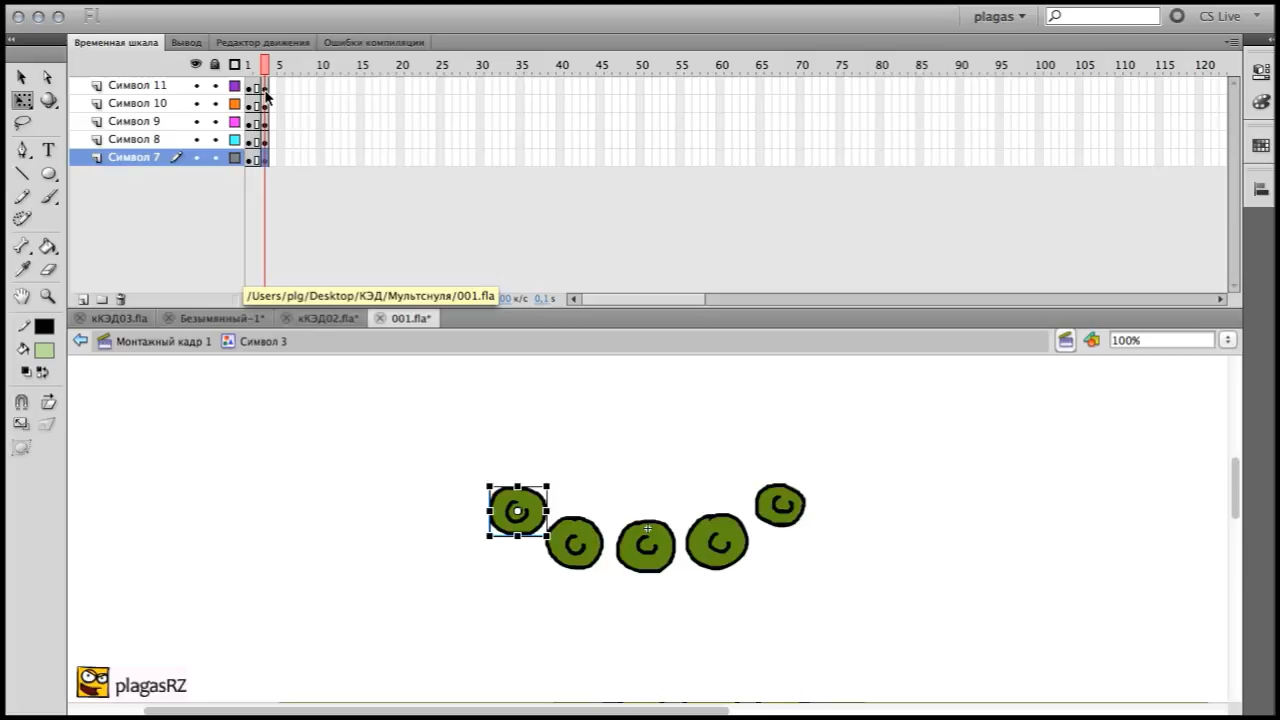 Fl plagas CS Live
Временная шкала Вывод Редактор движения Ошибки компиляции
1 5 10 15 20 25 30 35 40 45 50 55 60 65 70 75 80 85 90 95 100 105 110 115 120
Символ 11
Символ 10
Символ 9
Символ 8
Символ 7
/Users/plg/Desktop/КЭД/Мультснуля/001.fla 00 к/с 0,1 s
кКЭД03.fla Безымянный-1* кКЭД02.fla* 001.fla*
Монтажный кадр 1 Символ 3 100%
plagasRZ